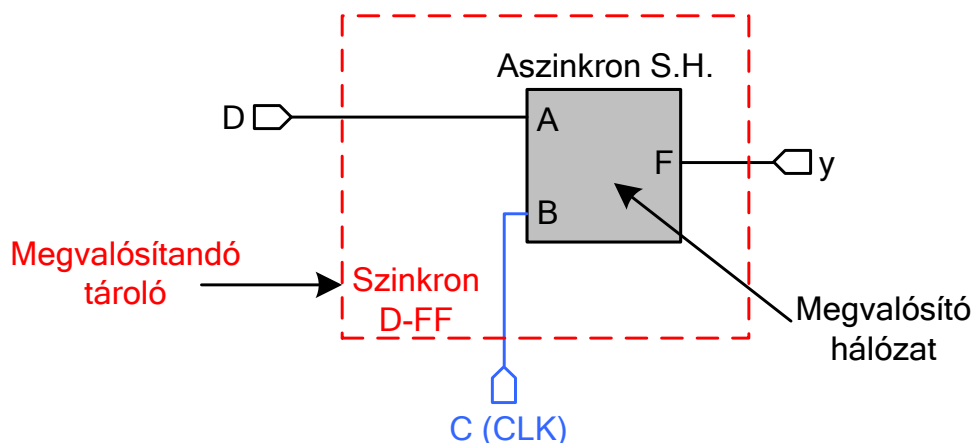 Aszinkron S.H.
D
A
F
y
B
Megvalósítandó
tároló
Szinkron
D-FF
Megvalósító
hálózat
C (CLK)